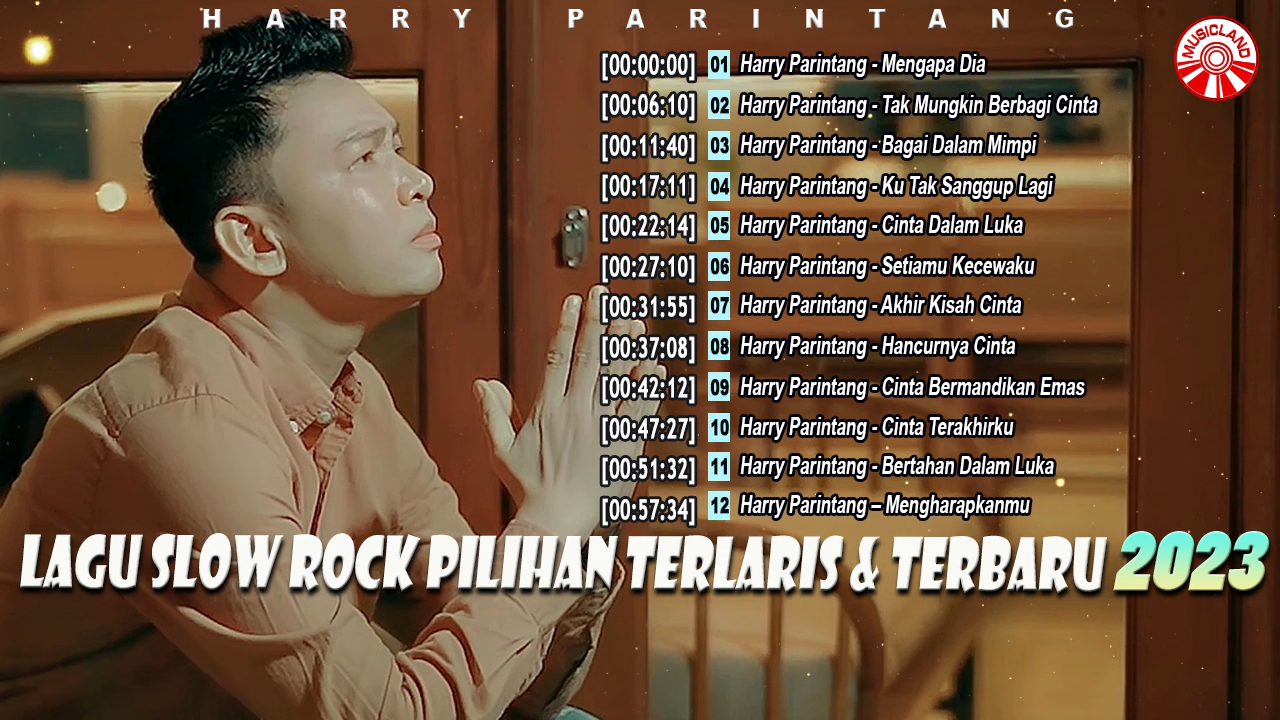 HARRY PARINTANG
MUSICLAND
[00:00:00] 01 Harry Parintang - Mengapa Dia
[00:06:10] 02 Harry Parintang - Tak Mungkin Berbagi Cinta
[00:11:40] 03 Harry Parintang - Bagai Dalam Mimpi
[00:17:11] 04 Harry Parintang - Ku Tak Sanggup Lagi
[00:22:14] 05 Harry Parintang - Cinta Dalam Luka
[00:27:10] 06 Harry Parintang - Setiamu Kecewaku
[00:31:55] 07 Harry Parintang - Akhir Kisah Cinta
[00:37:08] 08 Harry Parintang - Hancurnya Cinta
[00:42:12] 09 Harry Parintang - Cinta Bermandikan Emas
[00:47:27] 10 Harry Parintang - Cinta Terakhirku
[00:51:32] 11 Harry Parintang - Bertahan Dalam Luka
[00:57:34] 12 Harry Parintang – Mengharapkanmu
LAGU SLOW ROCK PILIHAN TERLARIS & TERBARU 2023